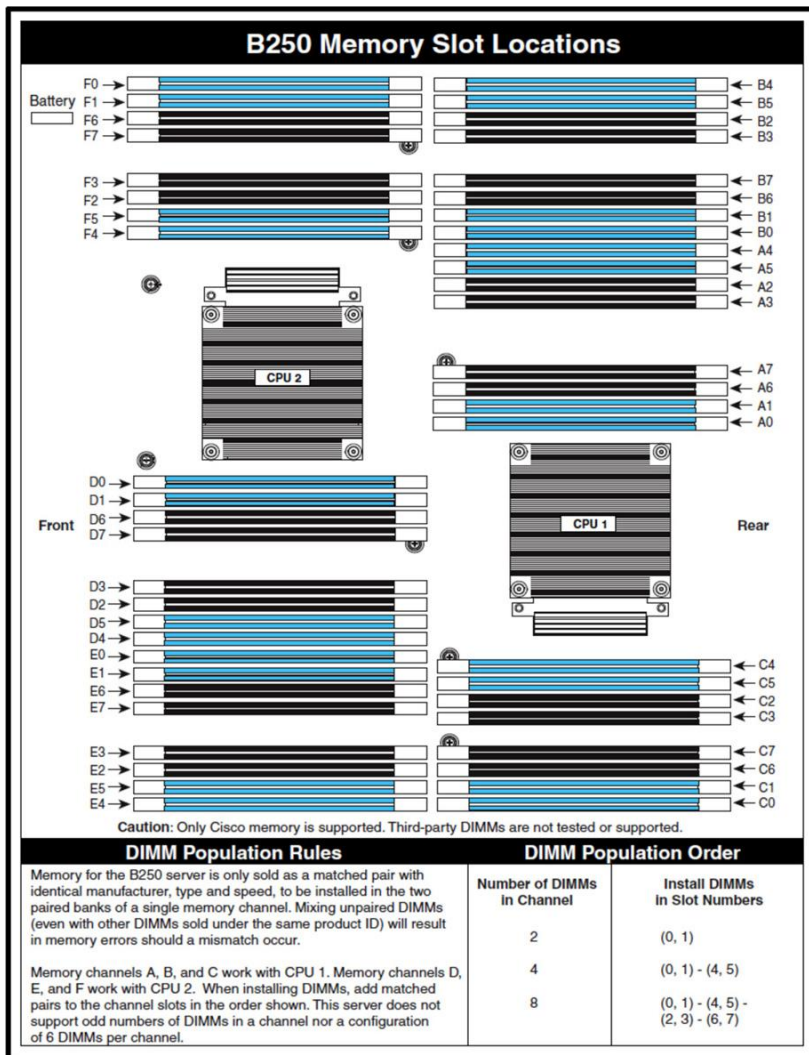 B250 Memory Slot Locations
Battery
F0
F1
F6
F7
F3
F2
F5
F4
B4
B5
B2
B3
B7
B6
B1
B0
A4
A5
A2
A3
CPU 2
A7
A6
A1
A0
D0
D1
D6
D7
Front
CPU 1
Rear
D3
D2
D5
D4
E0
E1
E6
E7
C4
C5
C2
C3
E3
E2
E5
E4
C7
C6
C1
C0
Caution: Only Cisco memory is supported. Third-party DIMMs are not tested or supported.
DIMM Population Rules
Memory for the B250 server is only sold as a matched pair with
identical manufacturer, type and speed, to be installed in the two
paired banks of a single memory channel. Mixing unpaired DIMMs
(even with other DIMMs sold under the same product ID) will result
in memory errors should a mismatch occur.
Memory channels A, B, and C work with CPU 1. Memory channels D,
E, and F work with CPU 2. When installing DIMMs, add matched
pairs to the channel slots in the order shown. This server does not
support odd numbers of DIMMs in a channel nor a configuration
of 6 DIMMs per channel.
DIMM Population Order
Number of DIMMs
in Channel
Install DIMMs
in Slot Numbers
2
(0, 1)
4
(0, 1) - (4, 5)
8
(0, 1) - (4, 5) -
(2, 3) - (6, 7)